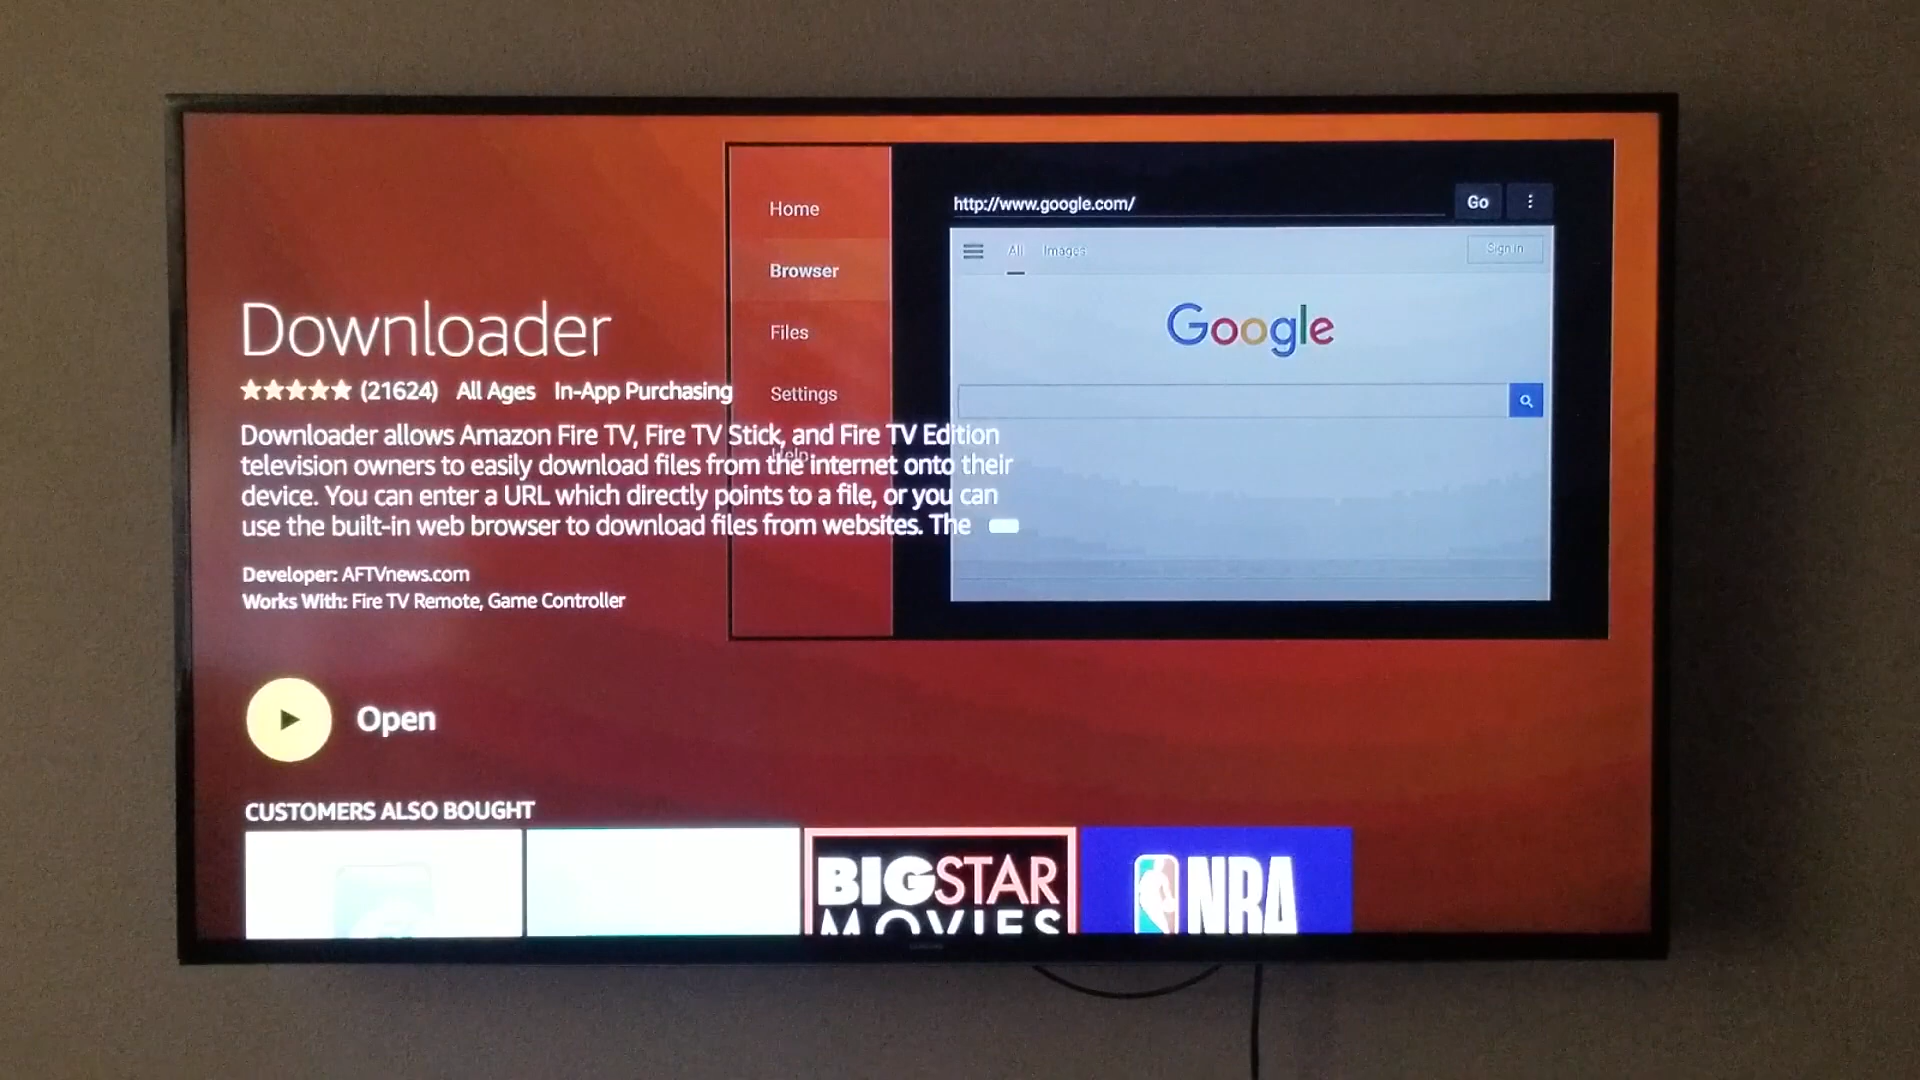 Home
Browser
Files
Settings
Help
http://www.google.com/
Go
All Images
Sign in
Google
Downloader
(21624) All Ages In-App Purchasing
Downloader allows Amazon Fire TV, Fire TV Stick, and Fire TV Edition
television owners to easily download files from the internet onto their
device. You can enter a URL which directly points to a file, or you can
use the built-in web browser to download files from websites. The
Developer: AFTVnews.com
Works With: Fire TV Remote, Game Controller
Open
CUSTOMERS ALSO BOUGHT
BIGSTAR
MOVIES
NBA